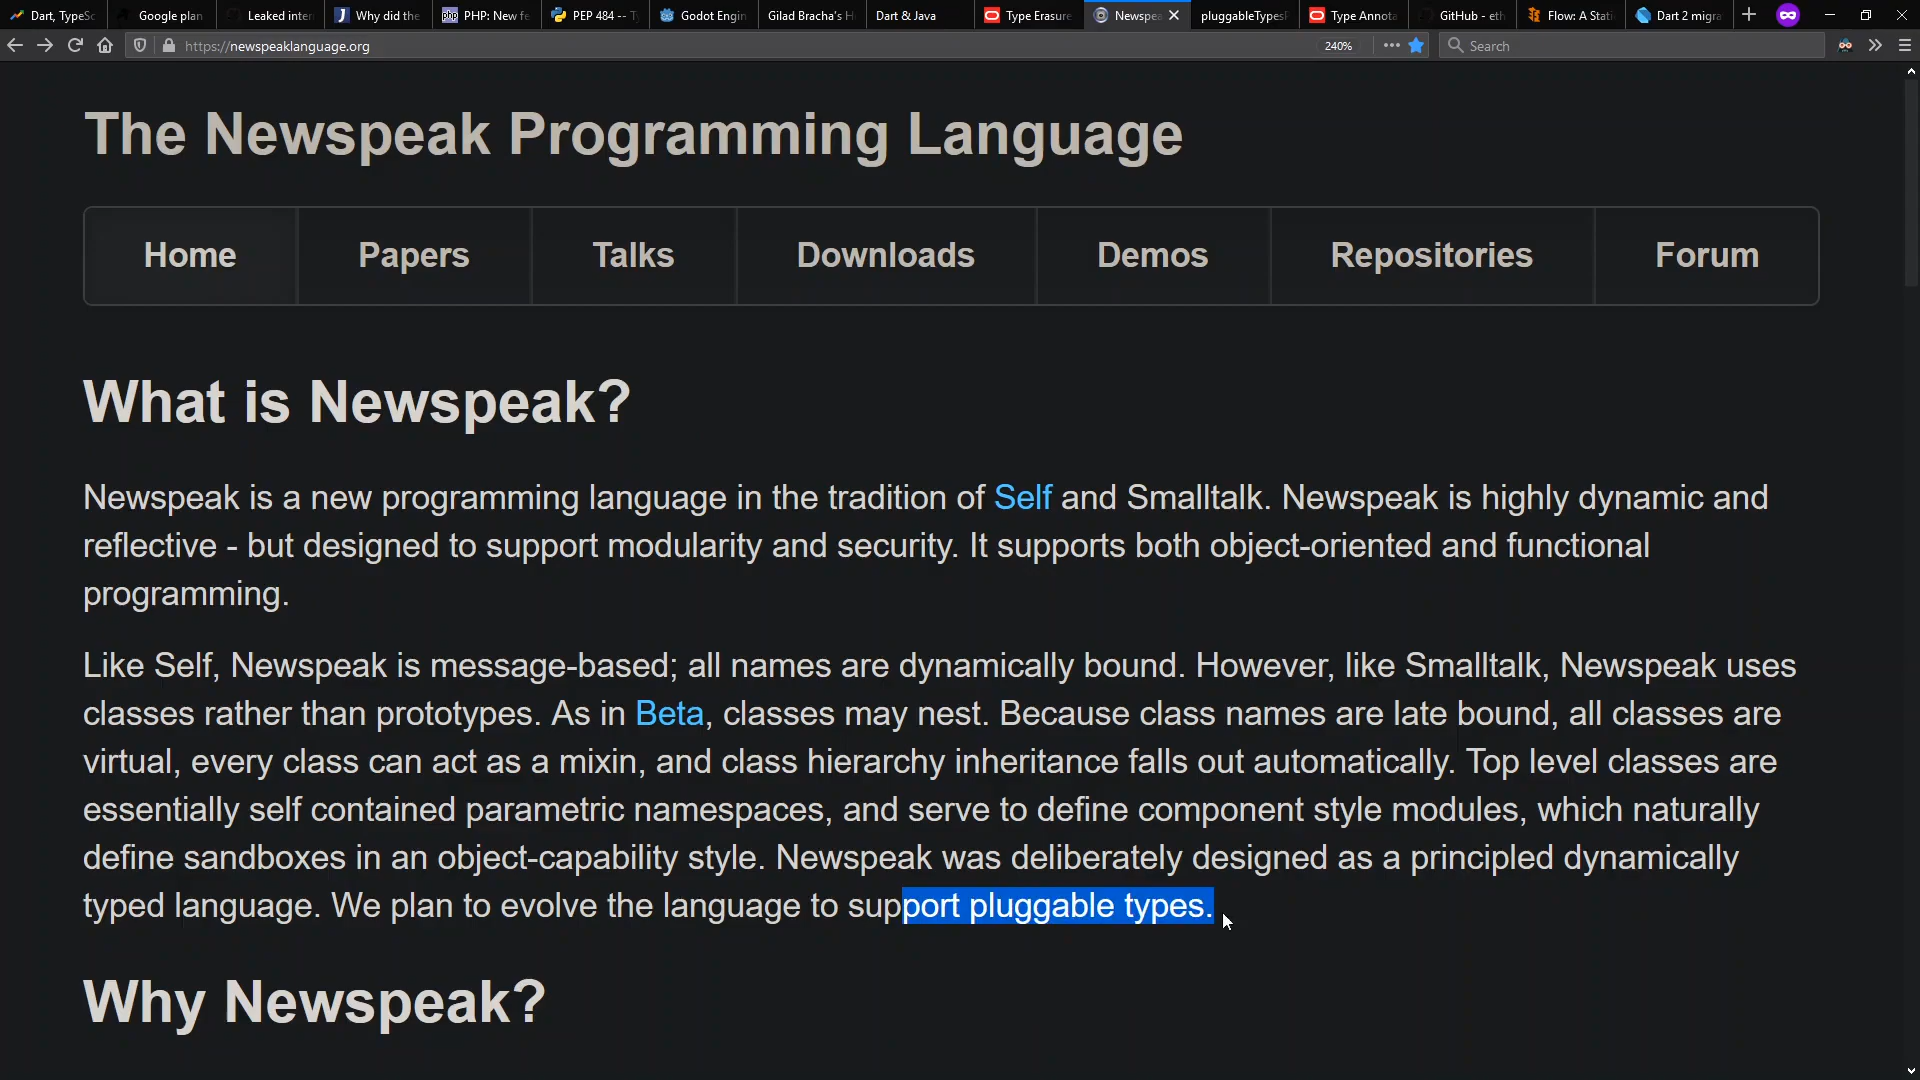 Dart, TypeSc
Google plan
Leaked inter
Why did the
PHP: New fe
PEP 484 -- Ty
Godot Engin
Gilad Bracha's H
Dart & Java
Type Erasure
Newspea
pluggableTypesP
Type Annota
GitHub - eth
Flow: A Stati
Dart 2 migra
https://newspeaklanguage.org
240%
Search
The Newspeak Programming Language
Home
Papers
Talks
Downloads
Demos
Repositories
Forum
What is Newspeak?
Newspeak is a new programming language in the tradition of Self and Smalltalk. Newspeak is highly dynamic and
reflective - but designed to support modularity and security. It supports both object-oriented and functional
programming.
Like Self, Newspeak is message-based; all names are dynamically bound. However, like Smalltalk, Newspeak uses
classes rather than prototypes. As in Beta, classes may nest. Because class names are late bound, all classes are
virtual, every class can act as a mixin, and class hierarchy inheritance falls out automatically. Top level classes are
essentially self contained parametric namespaces, and serve to define component style modules, which naturally
define sandboxes in an object-capability style. Newspeak was deliberately designed as a principled dynamically
typed language. We plan to evolve the language to support pluggable types.
Why Newspeak?